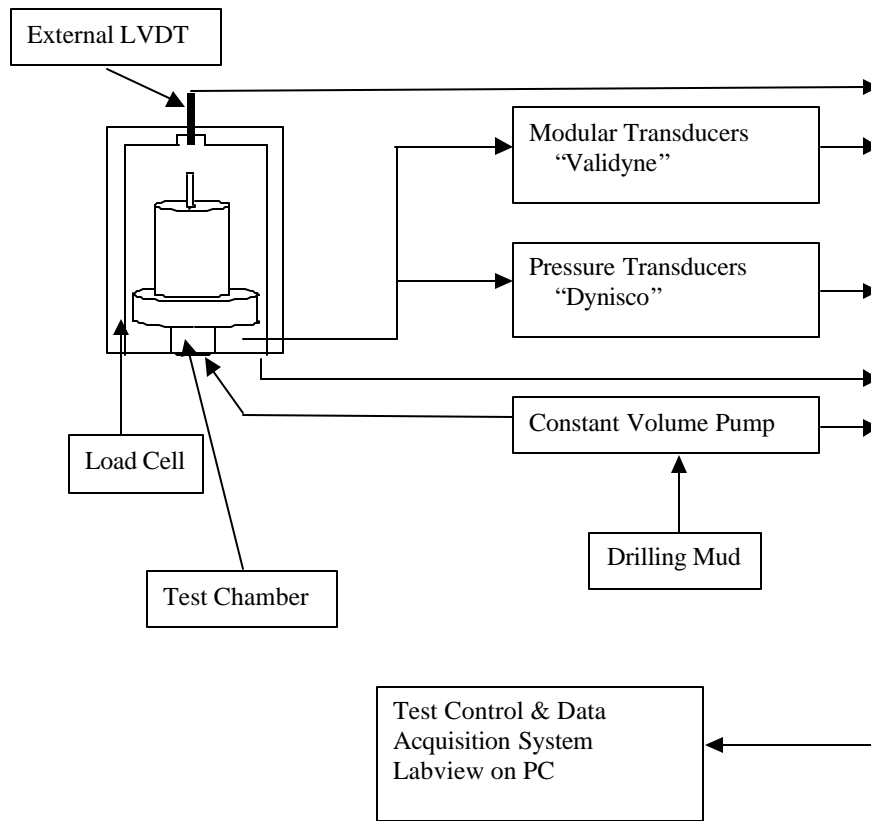 External LVDT
Modular Transducers
“Validyne”
Pressure Transducers
“Dynisco”
Constant Volume Pump
Load Cell
Drilling Mud
Test Chamber
Test Control & Data
Acquisition System
Labview on PC